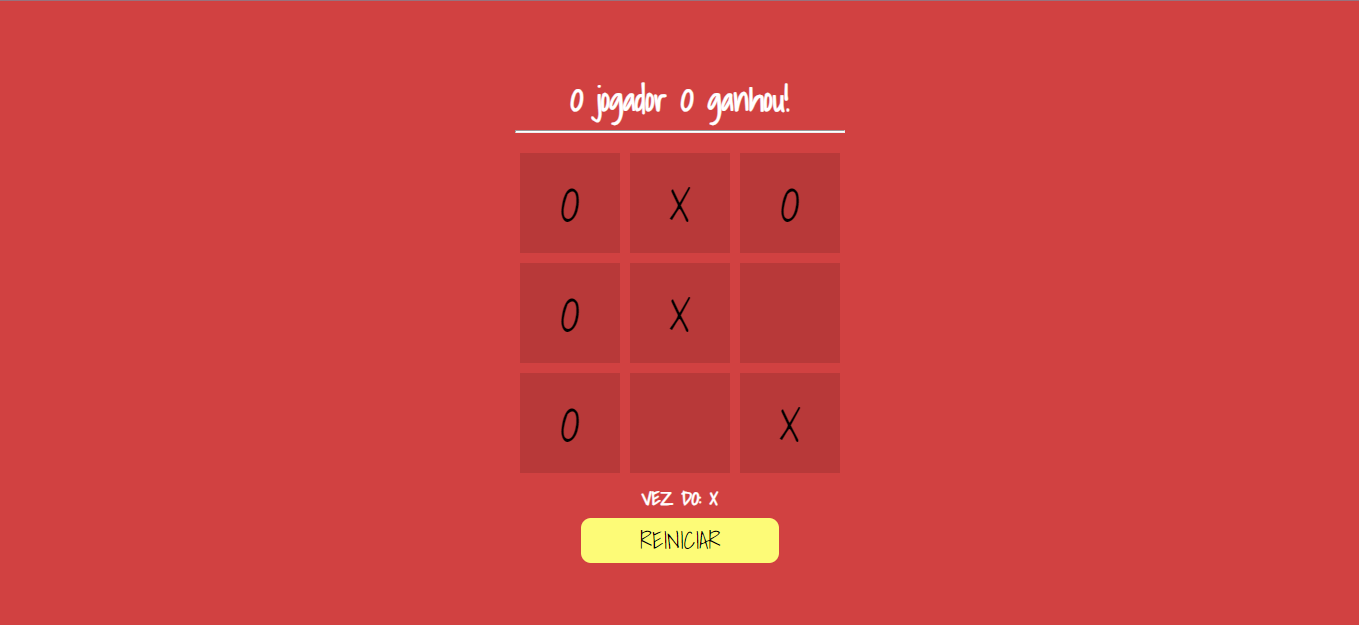 O jogador O ganhou!
O X O
O X
O X
VEZ DO: X
REINICIAR